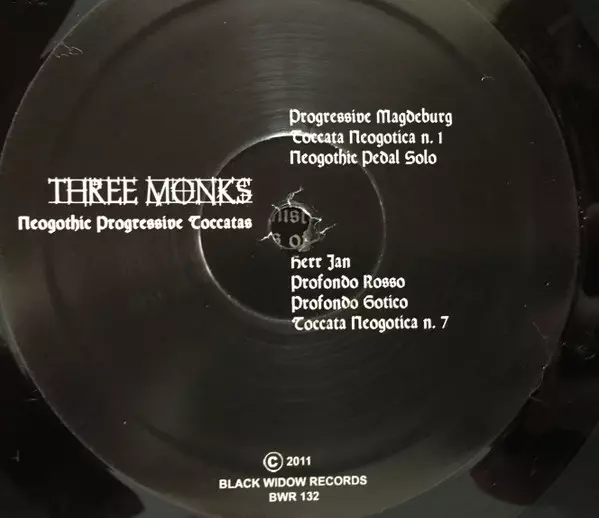 THREE MONKS
Neogothic Progressive Toccatas
Progressive Magdeburg
Toccata Neogotica n. 1
Neogothic Pedal Solo
Herr Jan
Profondo Rosso
Profondo Gotico
Toccata Neogotica n. 7
© 2011
BLACK WIDOW RECORDS
BWR 132